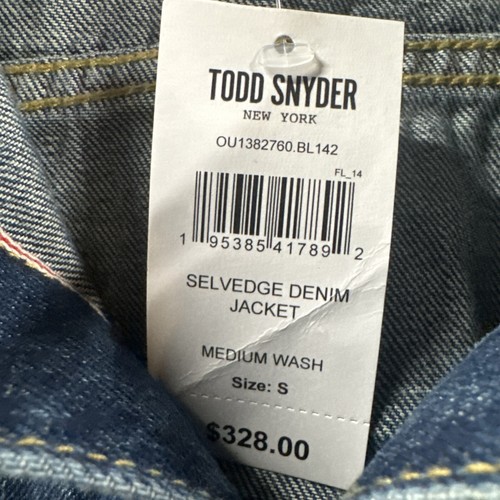 TODD SNYDER
NEW YORK
OU1382760.BL142
FL_14
1 95385 41789 2
SELVEDGE DENIM
JACKET
MEDIUM WASH
Size: S
$328.00